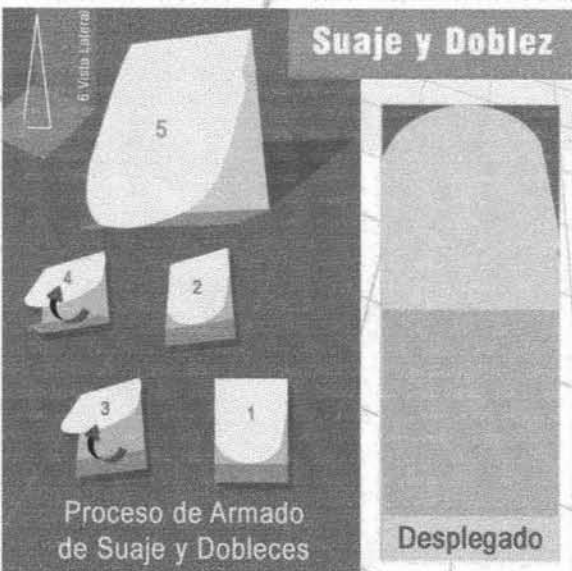 Suaje y Doblez
6 Vista Lateral
5
4
2
3
1
Proceso de Armado
de Suaje y Dobleces
Desplegado